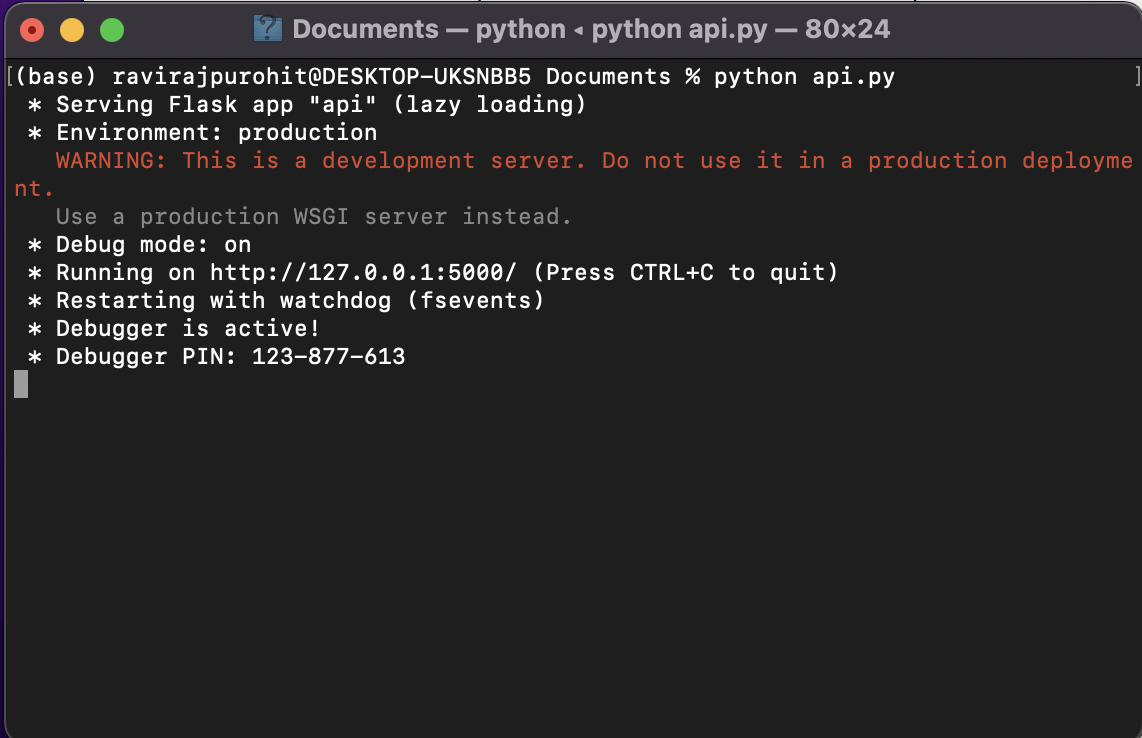 Documents — python ◂ python api.py — 80×24
[(base) ravirajpurohit@DESKTOP-UKSNBB5 Documents % python api.py ]
* Serving Flask app "api" (lazy loading)
* Environment: production
WARNING: This is a development server. Do not use it in a production deployme
nt.
Use a production WSGI server instead.
* Debug mode: on
* Running on http://127.0.0.1:5000/ (Press CTRL+C to quit)
* Restarting with watchdog (fsevents)
* Debugger is active!
* Debugger PIN: 123-877-613